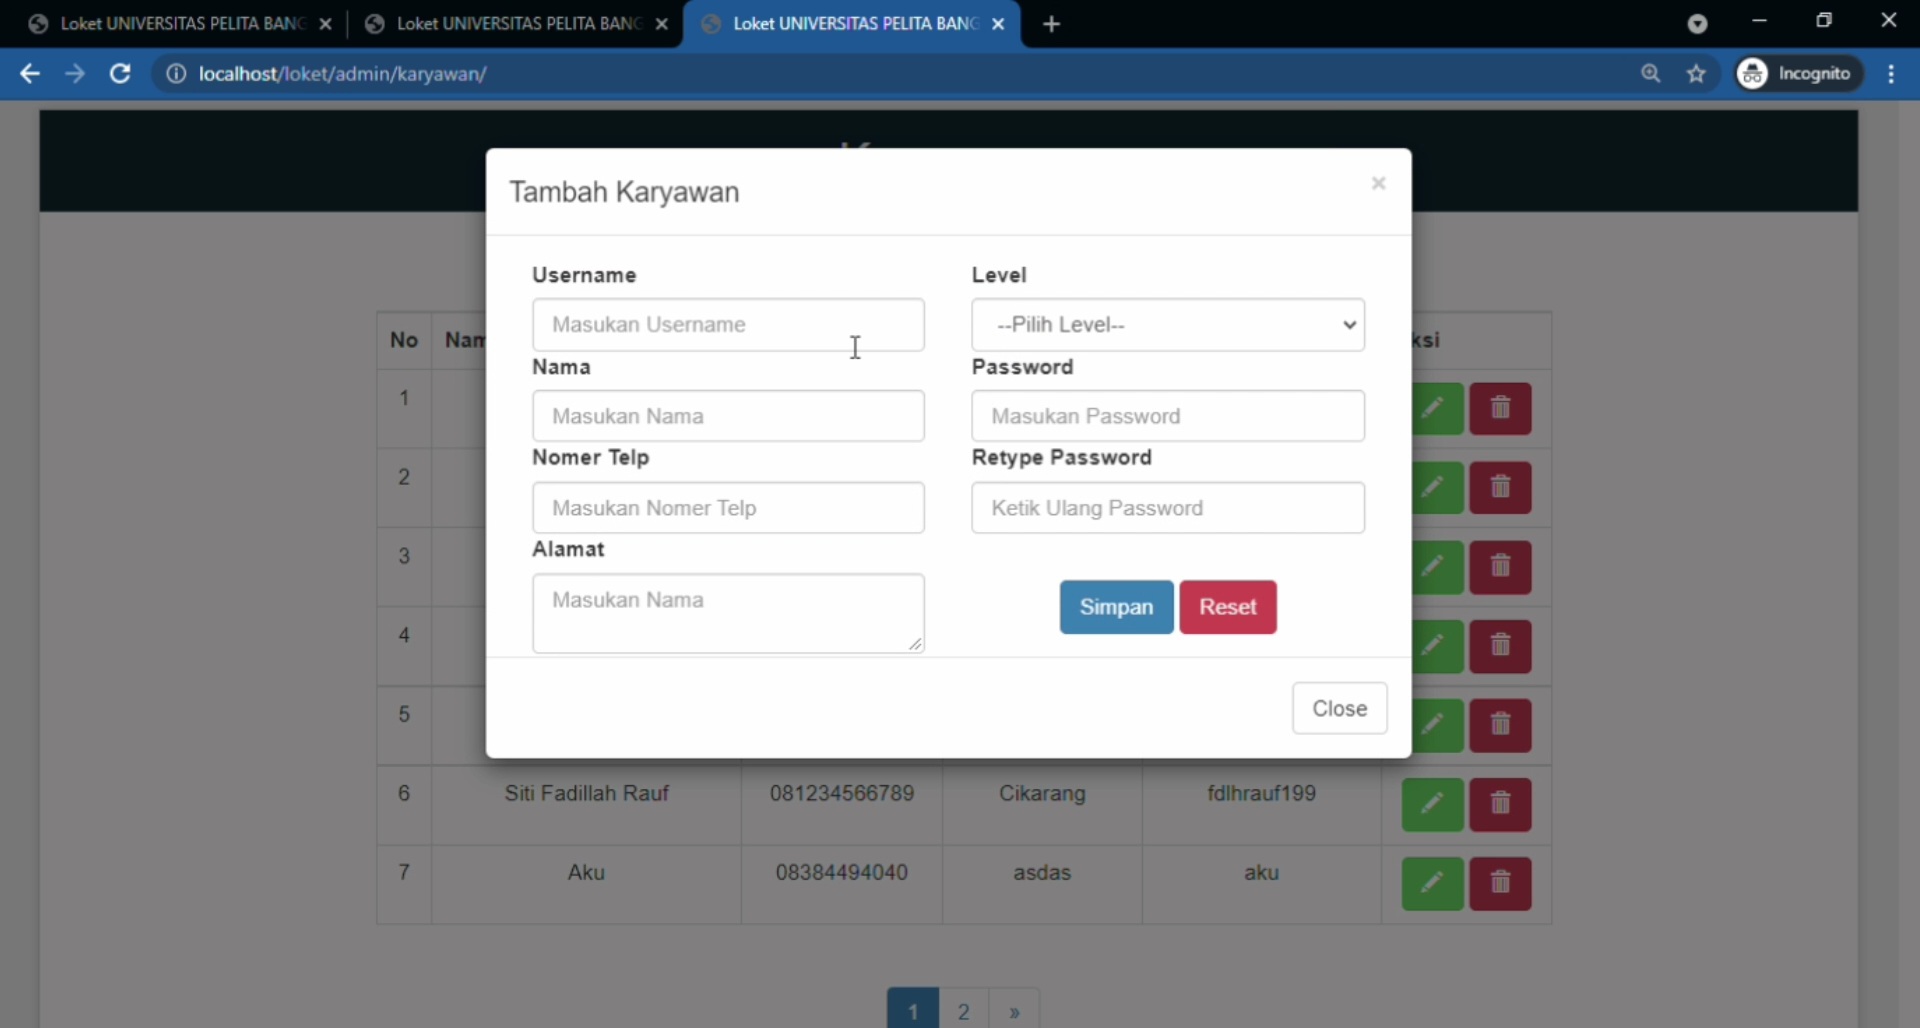 Loket UNIVERSITAS PELITA BANG
Loket UNIVERSITAS PELITA BANG
Loket UNIVERSITAS PELITA BANG
localhost/loket/admin/karyawan/
Incognito
Tambah Karyawan
×
Username
Level
Masukan Username
--Pilih Level--
Nama
Password
Masukan Nama
Masukan Password
Nomer Telp
Retype Password
Masukan Nomer Telp
Ketik Ulang Password
Alamat
Masukan Nama
Simpan
Reset
Close
No
Nam
ksi
1
2
3
4
5
6 Siti Fadillah Rauf 081234566789 Cikarang fdlhrauf199
7 Aku 08384494040 asdas aku
1 2 »